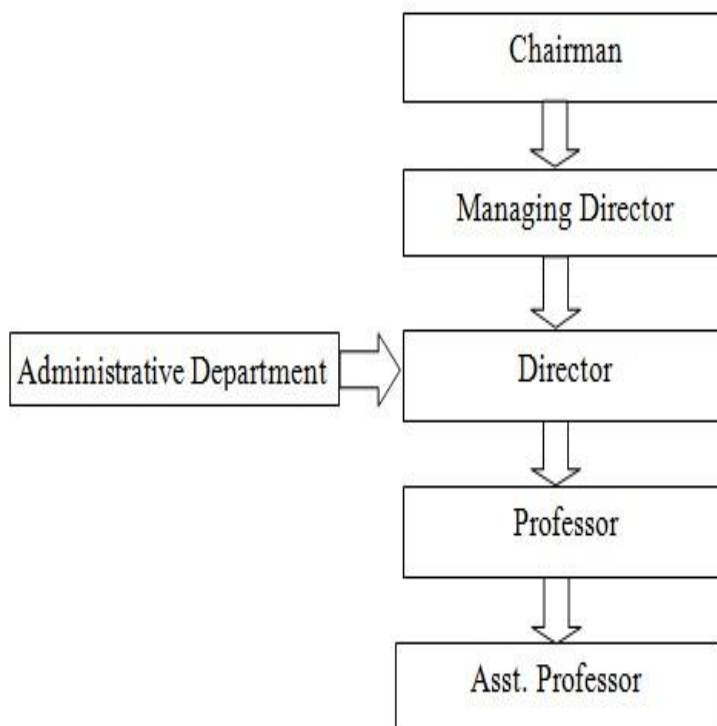 Chairman
Managing Director
Administrative Department
Director
Professor
Asst. Professor